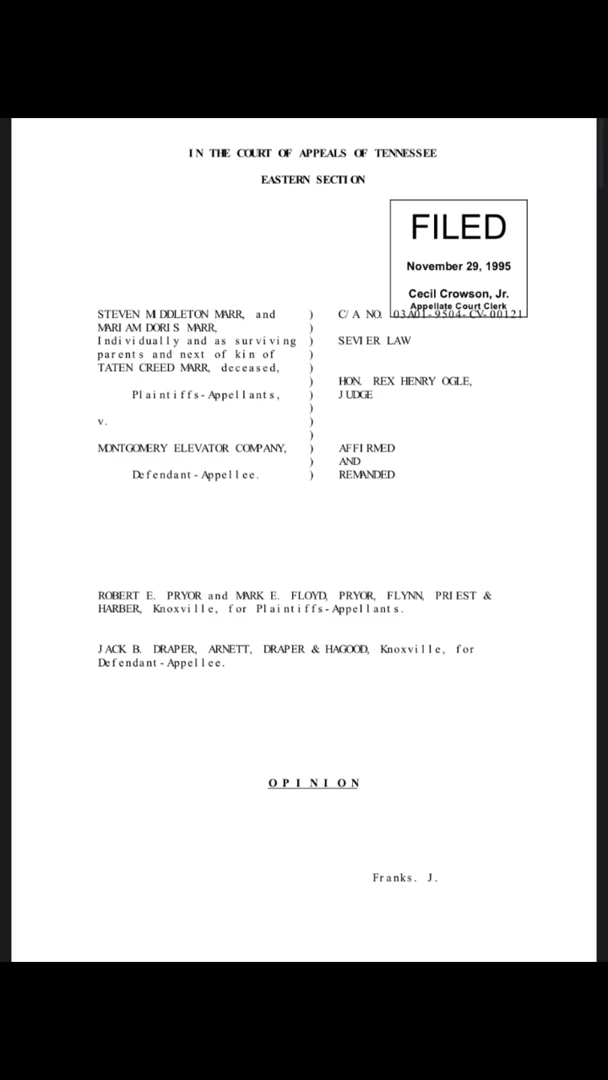 IN THE COURT OF APPEALS OF TENNESSEE
EASTERN SECTION
FILED
November 29, 1995
Cecil Crowson, Jr.
Appellate Court Clerk
STEVEN MIDDLETON MARR, and ) C/A NO. 03A01-9504-CV-00121
MARIAM DORIS MARR, )
Individually and as surviving ) SEVIER LAW
parents and next of kin of )
TATEN CREED MARR, deceased, )
) HON. REX HENRY OGLE,
Plaintiffs-Appellants, ) JUDGE
)
v. )
)
MONTGOMERY ELEVATOR COMPANY, ) AFFIRMED
) AND
Defendant-Appellee. ) REMANDED
ROBERT E. PRYOR and MARK E. FLOYD, PRYOR, FLYNN, PRIEST &
HARBER, Knoxville, for Plaintiffs-Appellants.
JACK B. DRAPER, ARNETT, DRAPER & HAGOOD, Knoxville, for
Defendant-Appellee.
O P I N I O N
Franks. J.